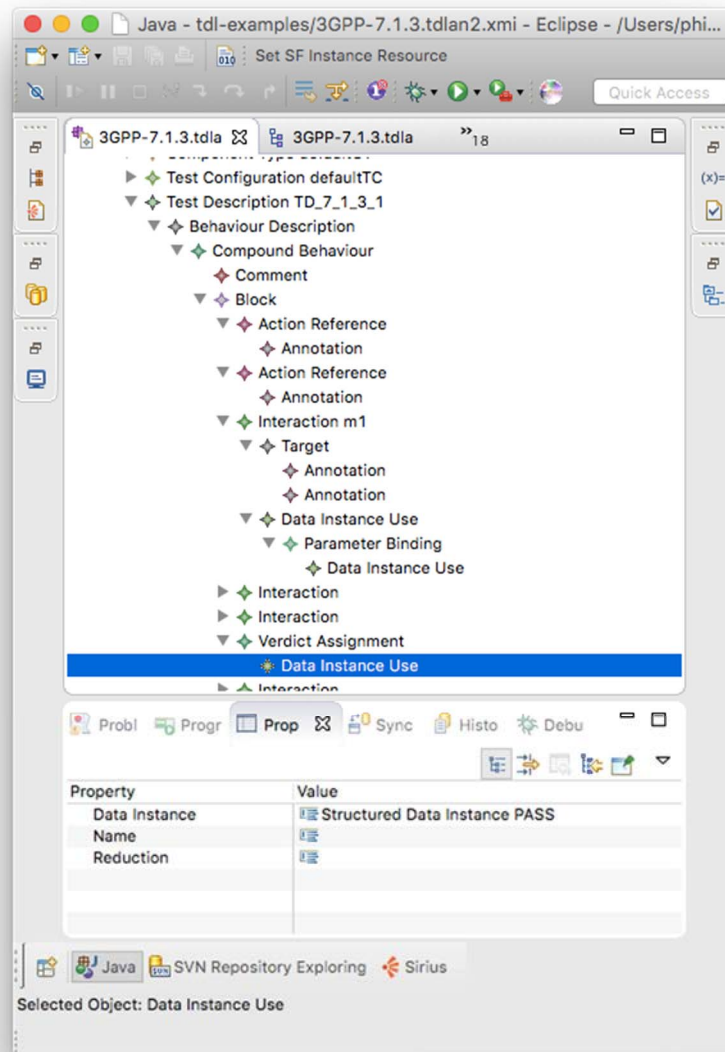 Java - tdl-examples/3GPP-7.1.3.tdlan2.xmi - Eclipse - /Users/phi...
010 Set SF Instance Resource
Quick Access
3GPP-7.1.3.tdla 3GPP-7.1.3.tdla »18
(x)=
Test Configuration defaultTC
Test Description TD_7_1_3_1
Behaviour Description
Compound Behaviour
Comment
Block
Action Reference
Annotation
Action Reference
Annotation
Interaction m1
Target
Annotation
Annotation
Data Instance Use
Parameter Binding
Data Instance Use
Interaction
Interaction
Verdict Assignment
Data Instance Use
Interaction
Probl Progr Prop Sync Histo Debu
Property Value
Data Instance Structured Data Instance PASS
Name
Reduction
Java SVN Repository Exploring Sirius
Selected Object: Data Instance Use